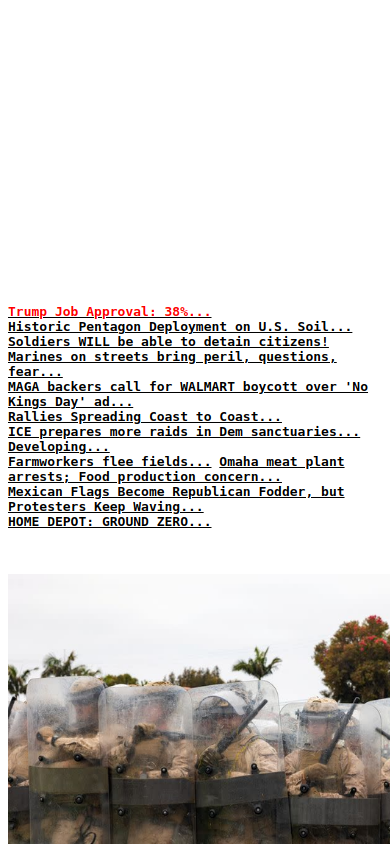 Trump Job Approval: 38%...
Historic Pentagon Deployment on U.S. Soil...
Soldiers WILL be able to detain citizens!
Marines on streets bring peril, questions,
fear...
MAGA backers call for WALMART boycott over 'No
Kings Day' ad...
Rallies Spreading Coast to Coast...
ICE prepares more raids in Dem sanctuaries...
Developing...
Farmworkers flee fields... Omaha meat plant
arrests; Food production concern...
Mexican Flags Become Republican Fodder, but
Protesters Keep Waving...
HOME DEPOT: GROUND ZERO...